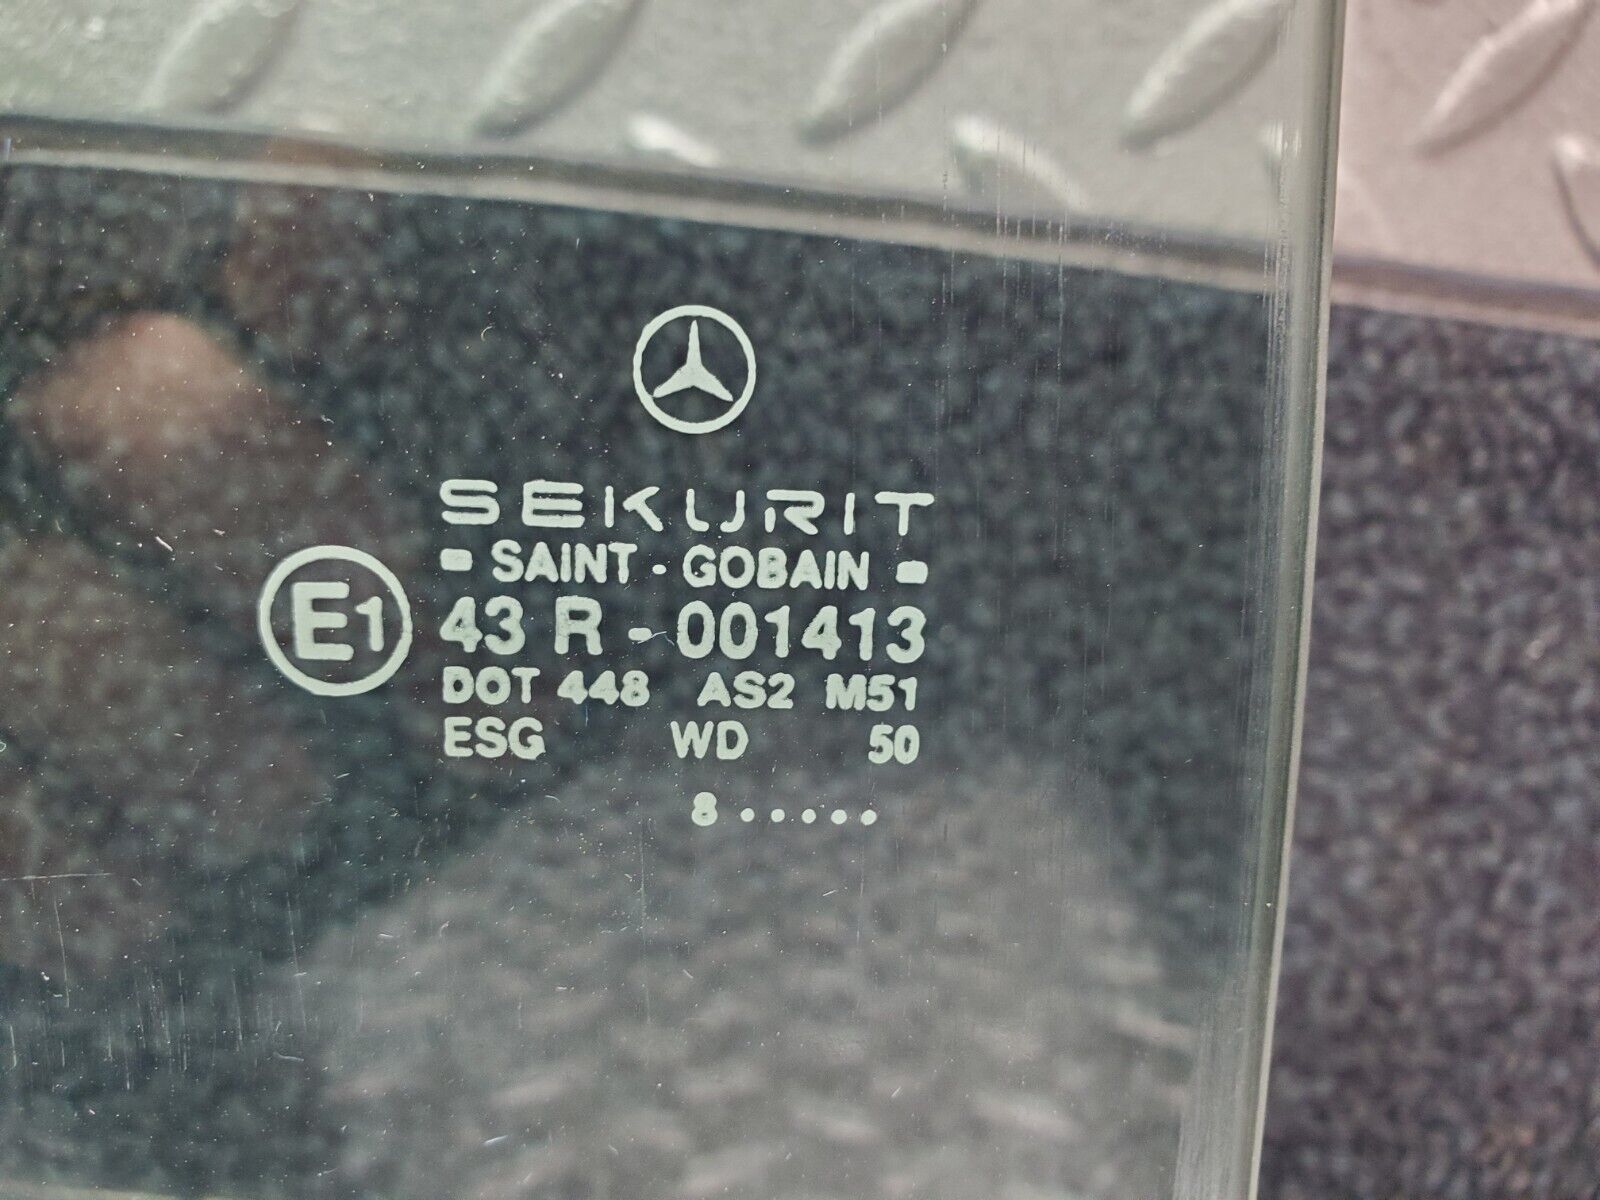 SEKURIT
- SAINT - GOBAIN -
E1 43 R - 001413
DOT 448 AS2 M51
ESG WD 50
8 . . . . .